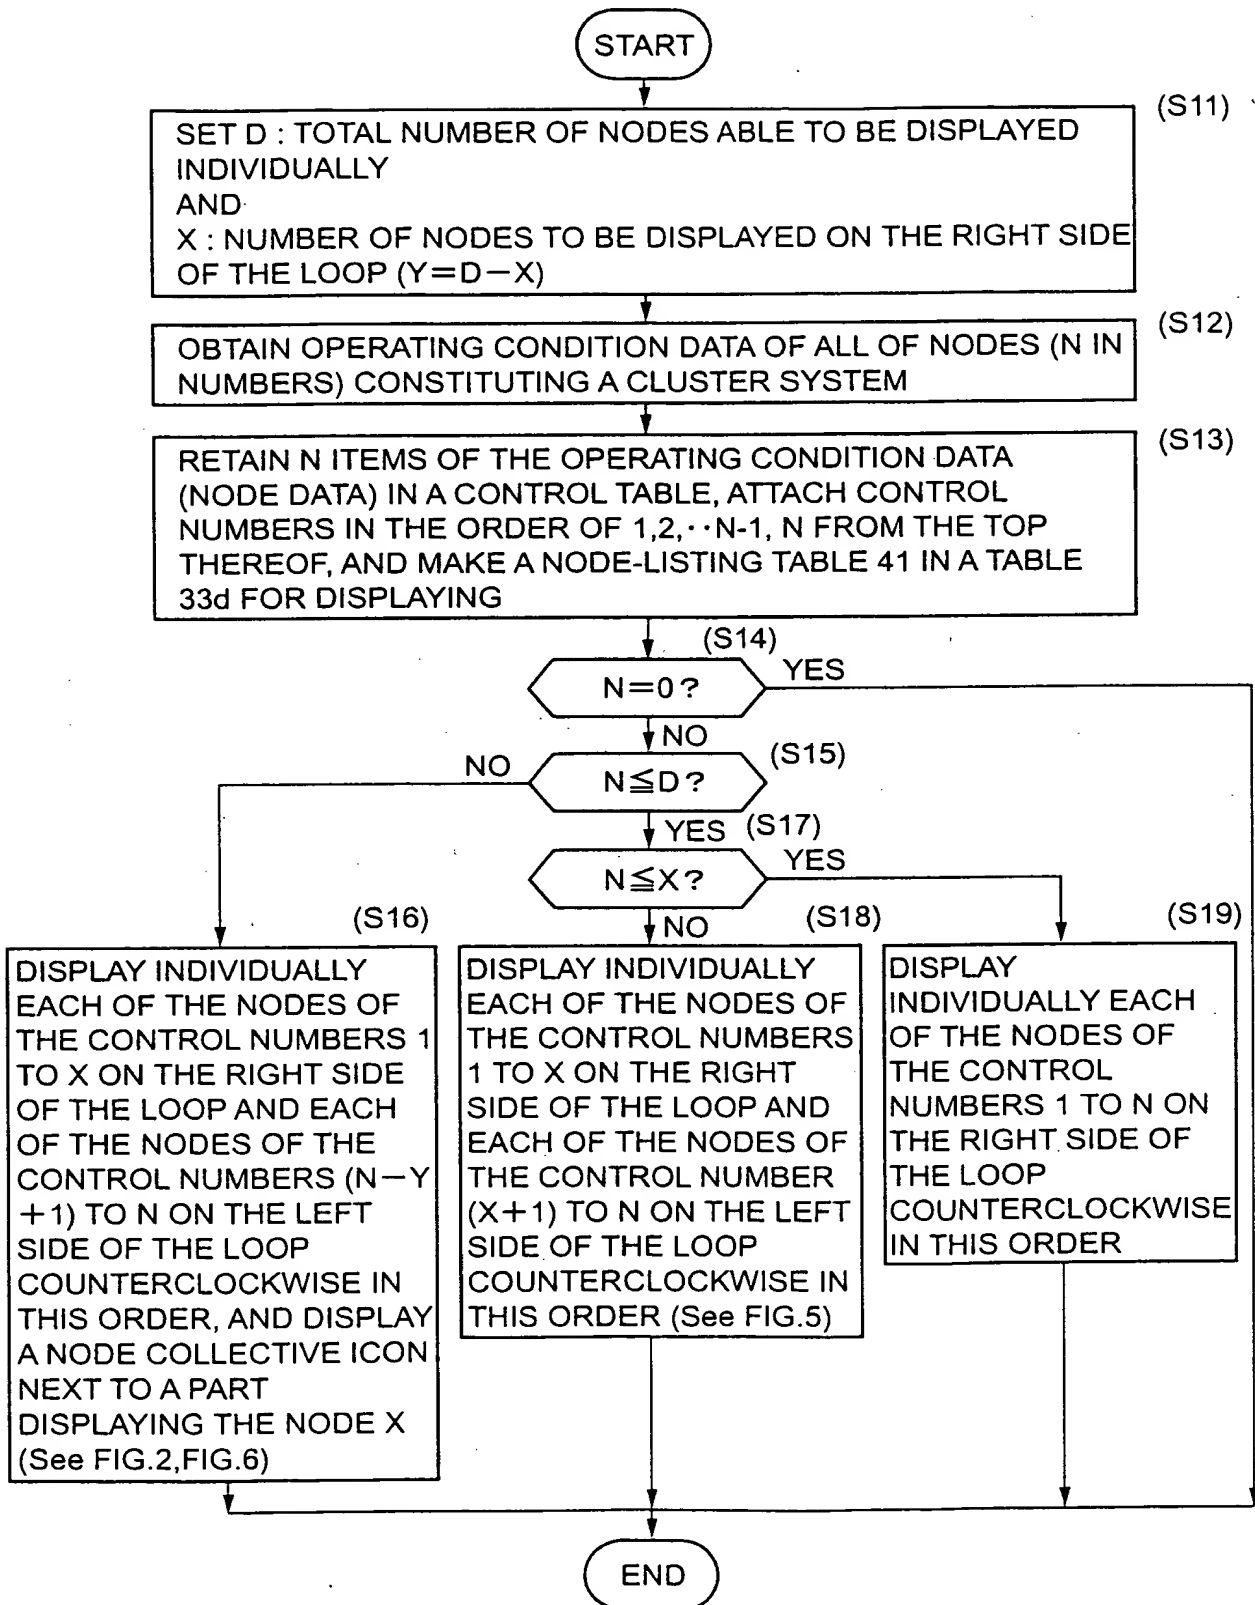 START
(S11)
SET D : TOTAL NUMBER OF NODES ABLE TO BE DISPLAYED
INDIVIDUALLY
AND
X : NUMBER OF NODES TO BE DISPLAYED ON THE RIGHT SIDE
OF THE LOOP (Y=D−X)
(S12)
OBTAIN OPERATING CONDITION DATA OF ALL OF NODES (N IN
NUMBERS) CONSTITUTING A CLUSTER SYSTEM
(S13)
RETAIN N ITEMS OF THE OPERATING CONDITION DATA
(NODE DATA) IN A CONTROL TABLE, ATTACH CONTROL
NUMBERS IN THE ORDER OF 1,2,··N-1, N FROM THE TOP
THEREOF, AND MAKE A NODE-LISTING TABLE 41 IN A TABLE
33d FOR DISPLAYING
(S14)
N=0?
YES
NO
(S15)
N≦D?
NO
YES
(S17)
N≦X?
YES
NO
(S16)
DISPLAY INDIVIDUALLY
EACH OF THE NODES OF
THE CONTROL NUMBERS 1
TO X ON THE RIGHT SIDE
OF THE LOOP AND EACH
OF THE NODES OF THE
CONTROL NUMBERS (N−Y
+1) TO N ON THE LEFT
SIDE OF THE LOOP
COUNTERCLOCKWISE IN
THIS ORDER, AND DISPLAY
A NODE COLLECTIVE ICON
NEXT TO A PART
DISPLAYING THE NODE X
(See FIG.2,FIG.6)
(S18)
DISPLAY INDIVIDUALLY
EACH OF THE NODES OF
THE CONTROL NUMBERS
1 TO X ON THE RIGHT
SIDE OF THE LOOP AND
EACH OF THE NODES OF
THE CONTROL NUMBER
(X+1) TO N ON THE LEFT
SIDE OF THE LOOP
COUNTERCLOCKWISE IN
THIS ORDER (See FIG.5)
(S19)
DISPLAY
INDIVIDUALLY EACH
OF THE NODES OF
THE CONTROL
NUMBERS 1 TO N ON
THE RIGHT SIDE OF
THE LOOP
COUNTERCLOCKWISE
IN THIS ORDER
END